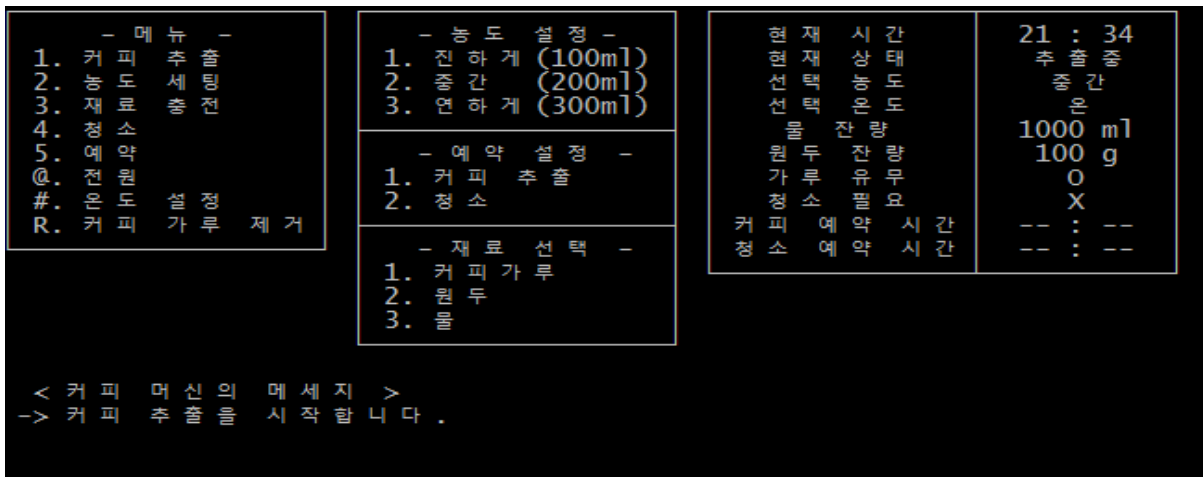 - 메뉴 -
1. 커피 추출
2. 농도 세팅
3. 재료 충전
4. 청소
5. 예약
@. 전원
#. 온도 설정
R. 커피 가루 제거
- 농도 설정 -
1. 진하게 (100ml)
2. 중간 (200ml)
3. 연하게 (300ml)
- 예약 설정 -
1. 커피 추출
2. 청소
- 재료 선택 -
1. 커피가루
2. 원두
3. 물
현재 시간 21 : 34
현재 상태 추출중
선택 농도 중간
선택 온도 온
물 잔량 1000 ml
원두 잔량 100 g
가루 유무 O
청소 필요 X
커피 예약 시간 -- : --
청소 예약 시간 -- : --
< 커피 머신의 메세지 >
-> 커피 추출을 시작합니다.